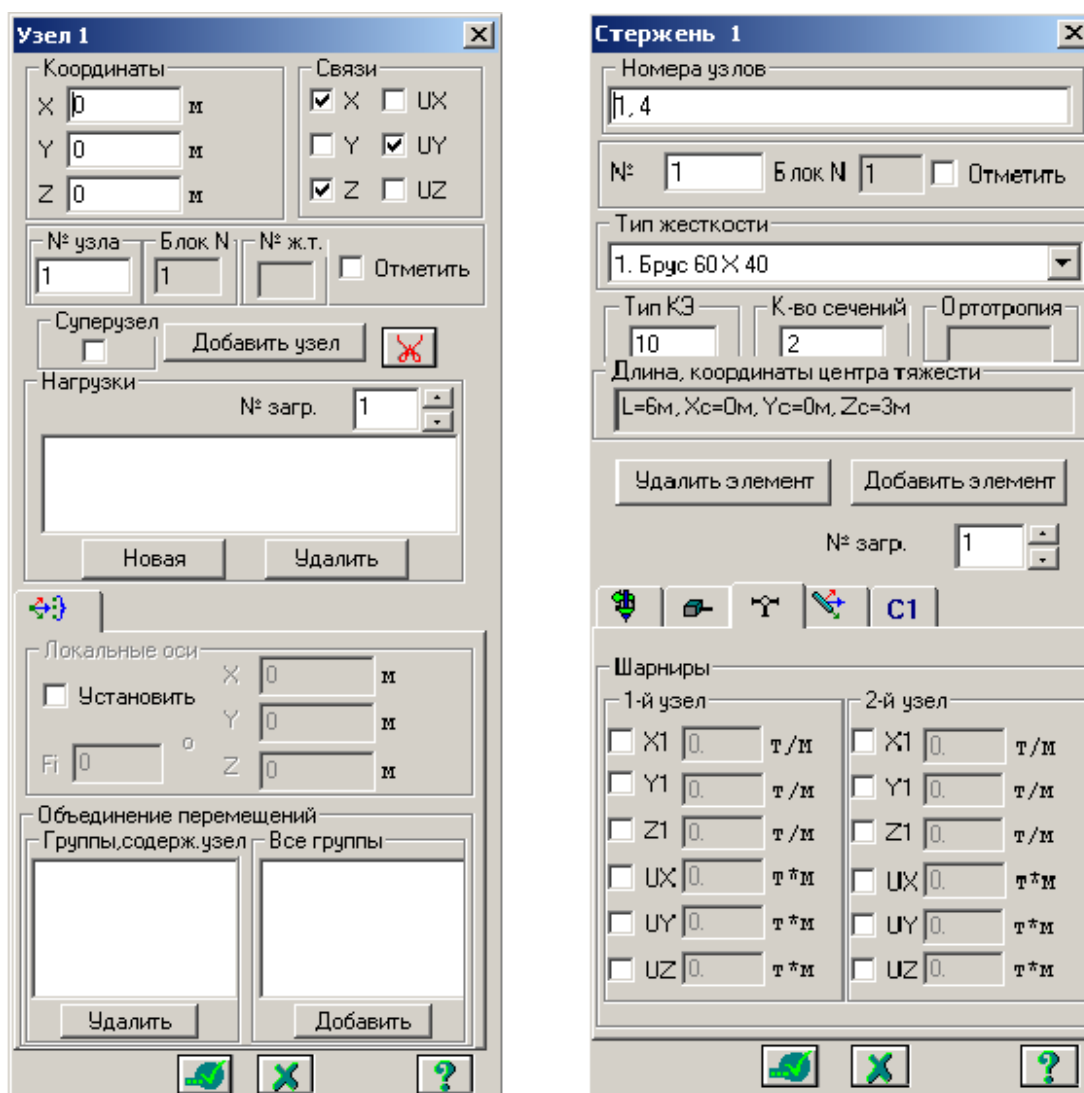 Узел 1
Координаты
X 0 м
Y 0 м
Z 0 м
Связи
X UX
Y UY
Z UZ
№ узла Блок N № ж.т.
1 1 Отметить
Суперузел
Добавить узел
Нагрузки
№ загр. 1
Новая Удалить
Локальные оси
Установить
X 0 м
Y 0 м
Fi 0 ° Z 0 м
Объединение перемещений
Группы,содерж.узел Все группы
Удалить Добавить
?
Стержень 1
Номера узлов
1, 4
№ 1 Блок N 1 Отметить
Тип жесткости
1. Брус 60 X 40
Тип КЭ К-во сечений Ортотропия
10 2
Длина, координаты центра тяжести
L=6м, Xc=0м, Yc=0м, Zc=3м
Удалить элемент Добавить элемент
№ загр. 1
C1
Шарниры
1-й узел 2-й узел
X1 0. т/м X1 0. т/м
Y1 0. т/м Y1 0. т/м
Z1 0. т/м Z1 0. т/м
UX 0. т*м UX 0. т*м
UY 0. т*м UY 0. т*м
UZ 0. т*м UZ 0. т*м
?